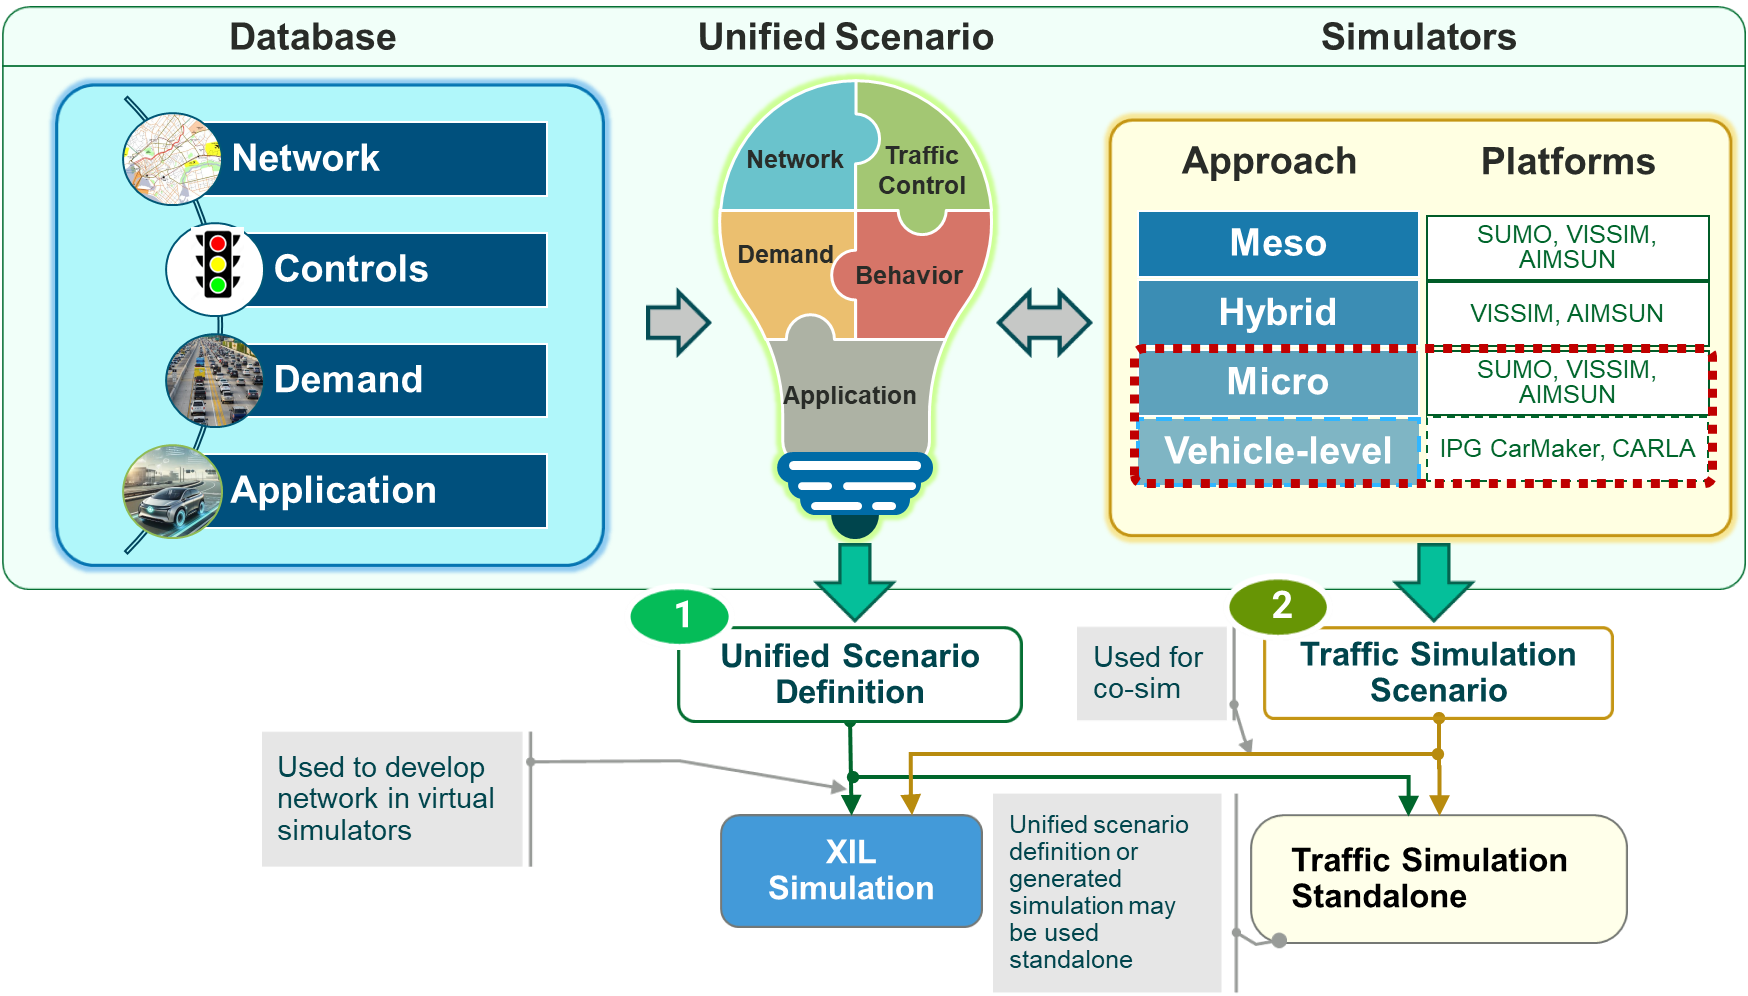 Database
Unified Scenario
Simulators
Network
Controls
Demand
Application
Network
Traffic
Control
Demand
Behavior
Application
Approach
Platforms
Meso
SUMO, VISSIM,
AIMSUN
Hybrid
VISSIM, AIMSUN
Micro
SUMO, VISSIM,
AIMSUN
Vehicle-level
IPG CarMaker, CARLA
1
Unified Scenario
Definition
Used for
co-sim
2
Traffic Simulation
Scenario
Used to develop
network in virtual
simulators
XIL
Simulation
Unified scenario
definition or
generated
simulation may
be used
standalone
Traffic Simulation
Standalone